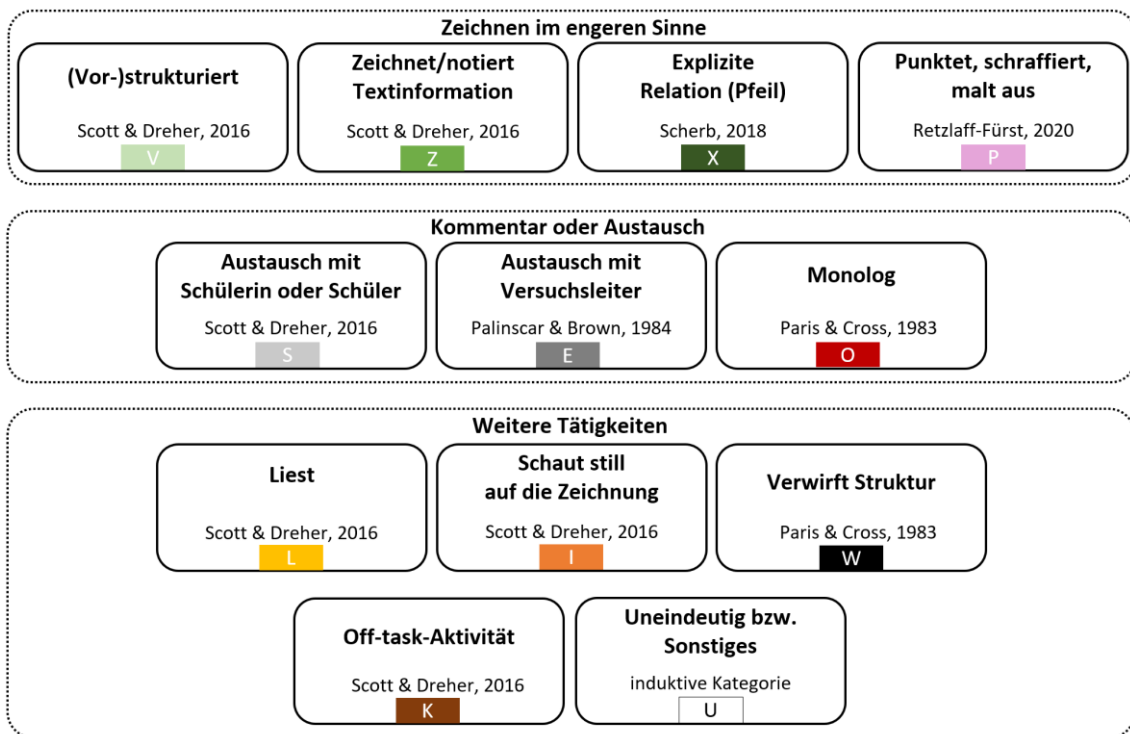 Zeichnen im engeren Sinne
(Vor-)strukturiert
Scott & Dreher, 2016
V
Zeichnet/notiert
Textinformation
Scott & Dreher, 2016
Z
Explizite
Relation (Pfeil)
Scherb, 2018
X
Punktet, schraffiert,
malt aus
Retzlaff-Fürst, 2020
P
Kommentar oder Austausch
Austausch mit
Schülerin oder Schüler
Scott & Dreher, 2016
S
Austausch mit
Versuchsleiter
Palinscar & Brown, 1984
E
Monolog
Paris & Cross, 1983
O
Weitere Tätigkeiten
Liest
Scott & Dreher, 2016
L
Schaut still
auf die Zeichnung
Scott & Dreher, 2016
I
Verwirft Struktur
Paris & Cross, 1983
W
Off-task-Aktivität
Scott & Dreher, 2016
K
Uneindeutig bzw.
Sonstiges
induktive Kategorie
U